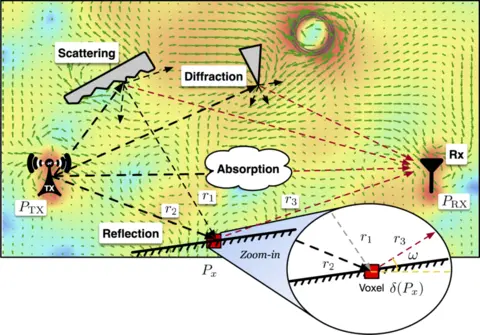 Scattering
Diffraction
Absorption
Rx
TX
P_TX
P_RX
r_1
r_2
r_3
Reflection
P_x
Zoom-in
r_1
r_3
r_2
ω
Voxel
δ(P_x)